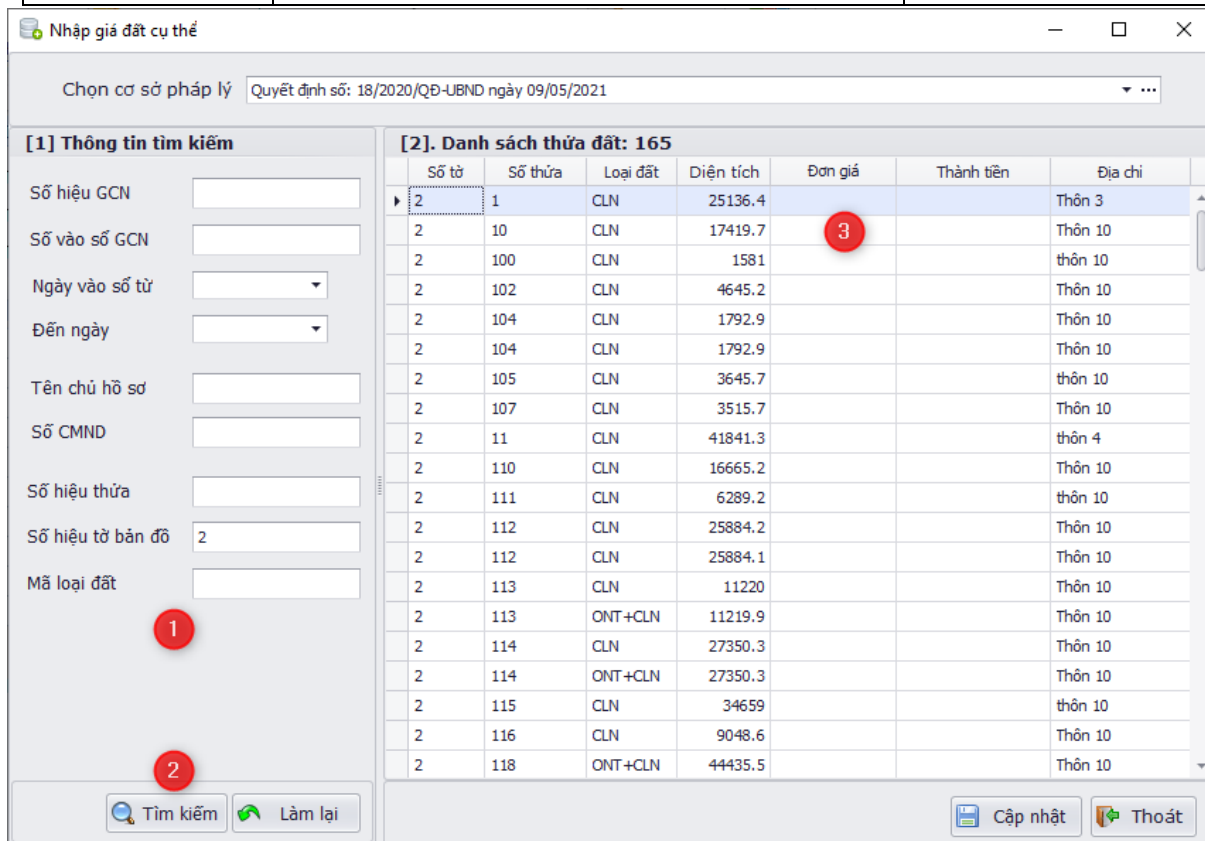 Nhập giá đất cụ thể
Chọn cơ sở pháp lý Quyết định số: 18/2020/QĐ-UBND ngày 09/05/2021
[1] Thông tin tìm kiếm
Số hiệu GCN
Số vào sổ GCN
Ngày vào sổ từ
Đến ngày
Tên chủ hồ sơ
Số CMND
Số hiệu thửa
Số hiệu tờ bản đồ 2
Mã loại đất
1
2
Tìm kiếm Làm lại
[2]. Danh sách thửa đất: 165
Số tờ Số thửa Loại đất Diện tích Đơn giá Thành tiền Địa chỉ
2 1 CLN 25136.4 Thôn 3
2 10 CLN 17419.7 3 Thôn 10
2 100 CLN 1581 thôn 10
2 102 CLN 4645.2 Thôn 10
2 104 CLN 1792.9 Thôn 10
2 104 CLN 1792.9 Thôn 10
2 105 CLN 3645.7 thôn 10
2 107 CLN 3515.7 Thôn 10
2 11 CLN 41841.3 thôn 4
2 110 CLN 16665.2 Thôn 10
2 111 CLN 6289.2 thôn 10
2 112 CLN 25884.2 Thôn 10
2 112 CLN 25884.1 Thôn 10
2 113 CLN 11220 Thôn 10
2 113 ONT+CLN 11219.9 Thôn 10
2 114 CLN 27350.3 Thôn 10
2 114 ONT+CLN 27350.3 Thôn 10
2 115 CLN 34659 thôn 10
2 116 CLN 9048.6 Thôn 10
2 118 ONT+CLN 44435.5 Thôn 10
Cập nhật Thoát